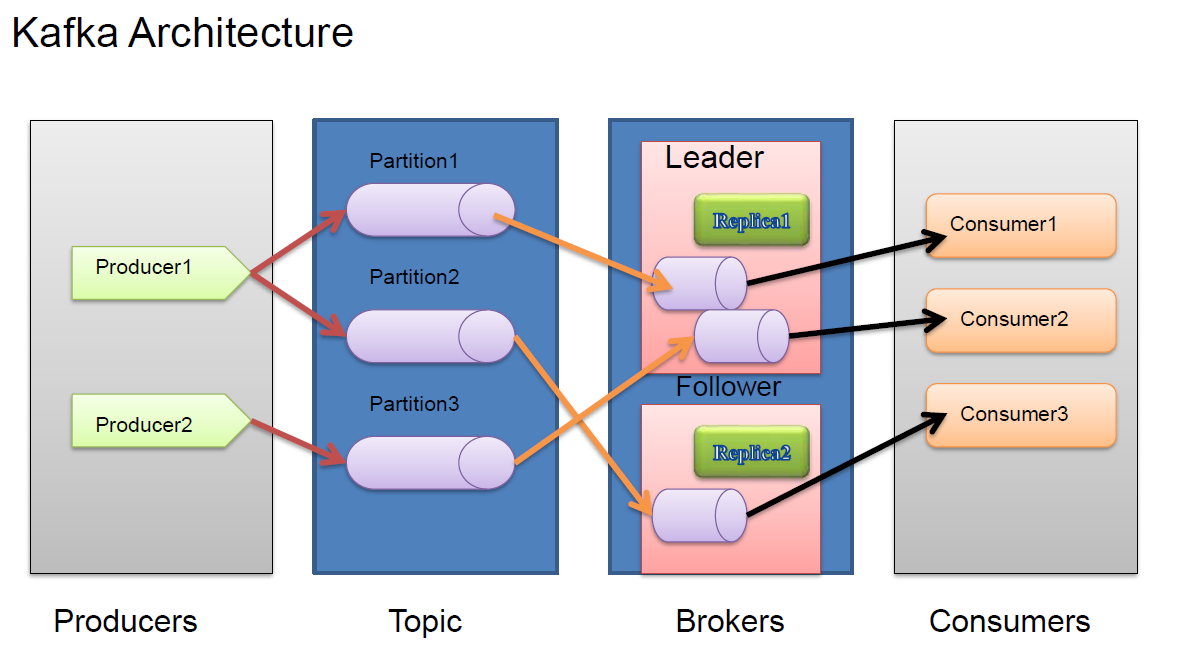 Kafka Architecture
Producer1
Producer2
Producers
Partition1
Partition2
Partition3
Topic
Leader
Replica1
Follower
Replica2
Brokers
Consumer1
Consumer2
Consumer3
Consumers